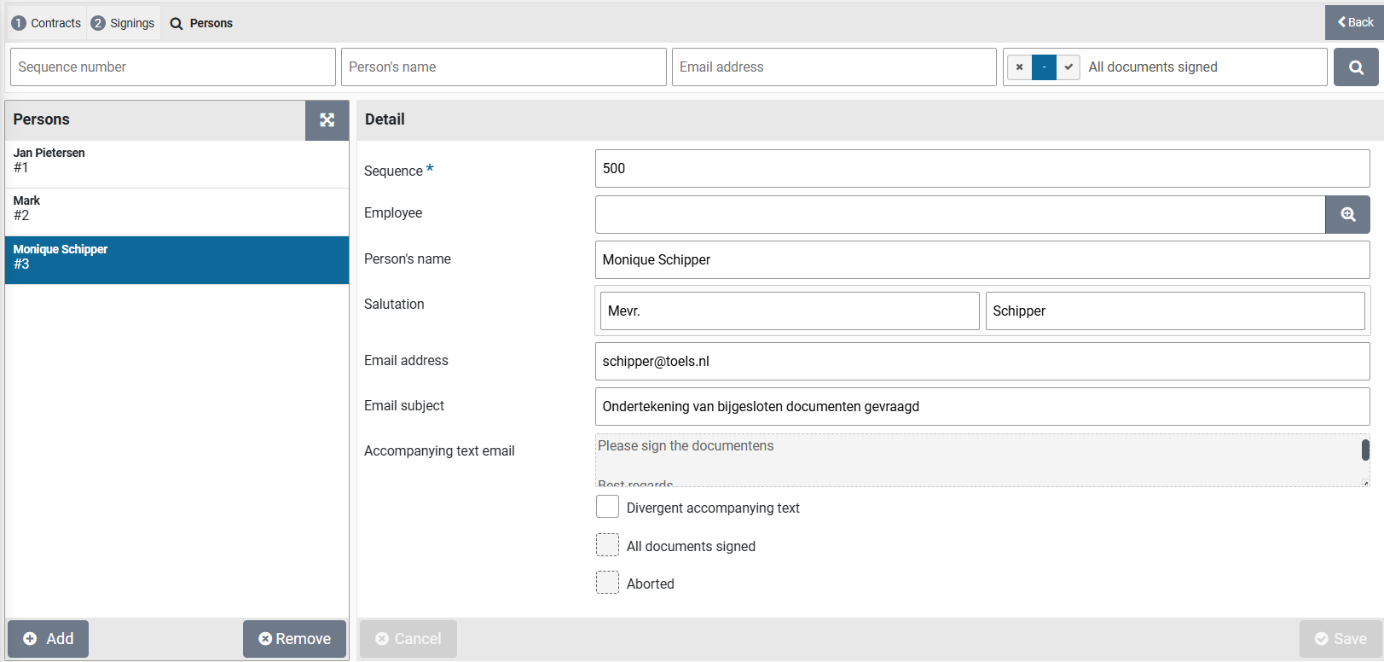 1 Contracts 2 Signings Persons Back
Sequence number Person's name Email address All documents signed
Persons
Jan Pietersen
#1
Mark
#2
Monique Schipper
#3
Add Remove
Detail
Sequence * 500
Employee
Person's name Monique Schipper
Salutation Mevr. Schipper
Email address schipper@toels.nl
Email subject Ondertekening van bijgesloten documenten gevraagd
Accompanying text email Please sign the documentens
Best regards
Divergent accompanying text
All documents signed
Aborted
Cancel Save